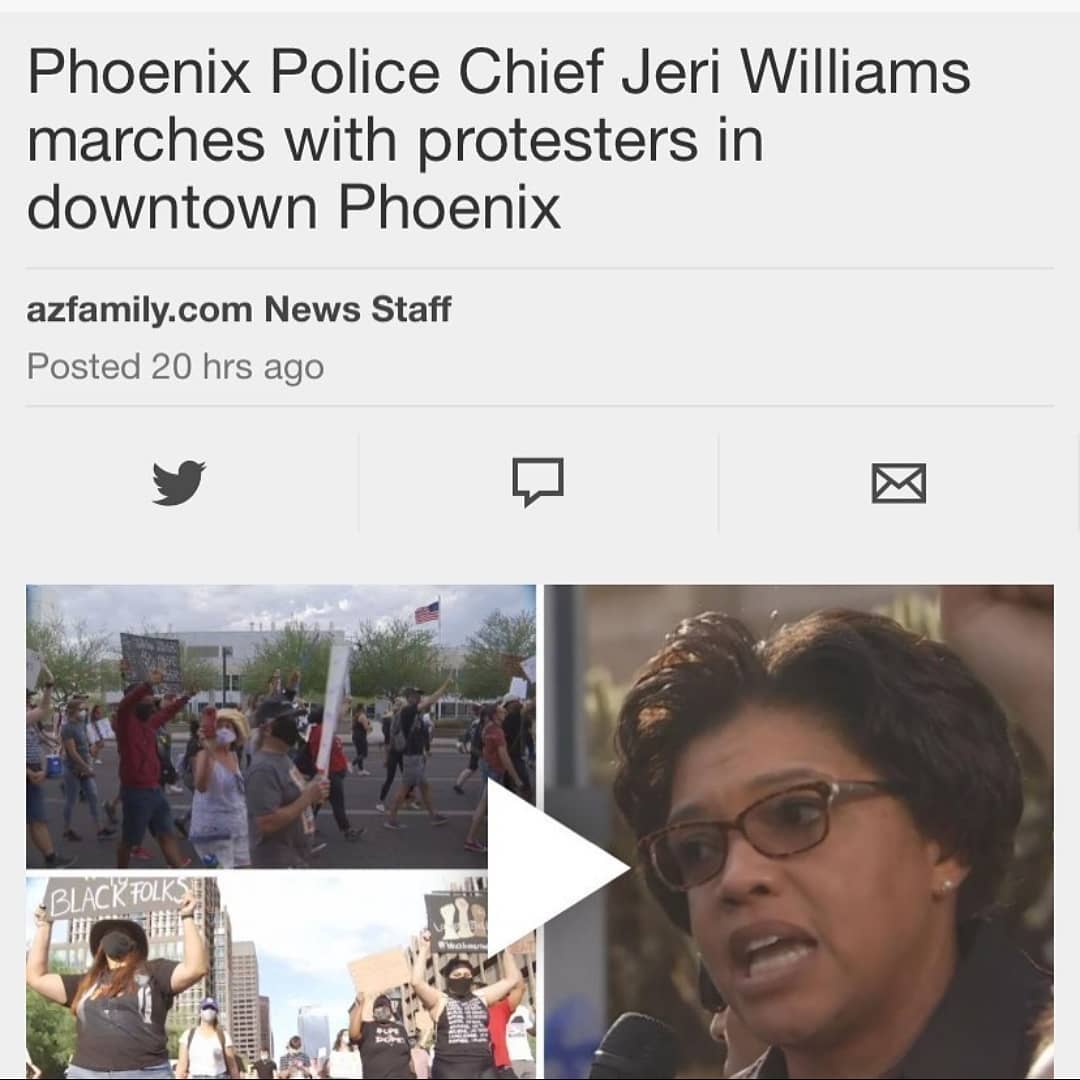 Phoenix Police Chief Jeri Williams
marches with protesters in
downtown Phoenix
azfamily.com News Staff
Posted 20 hrs ago
BLACK FOLKS
DOPE